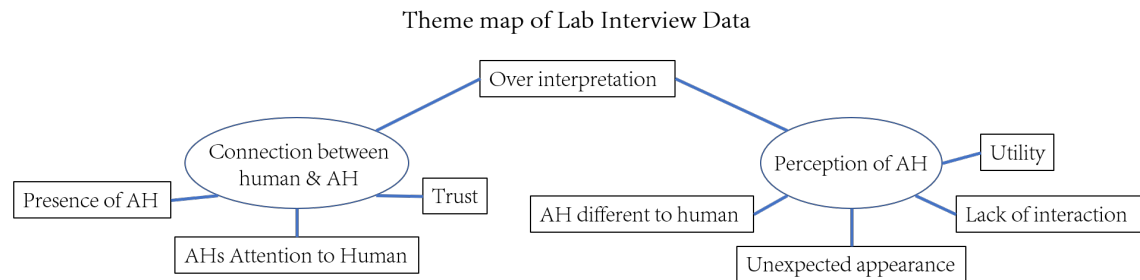 Theme map of Lab Interview Data
Over interpretation
Connection between
human & AH
Perception of AH
Utility
Presence of AH
Trust
AH different to human
Lack of interaction
AHs Attention to Human
Unexpected appearance